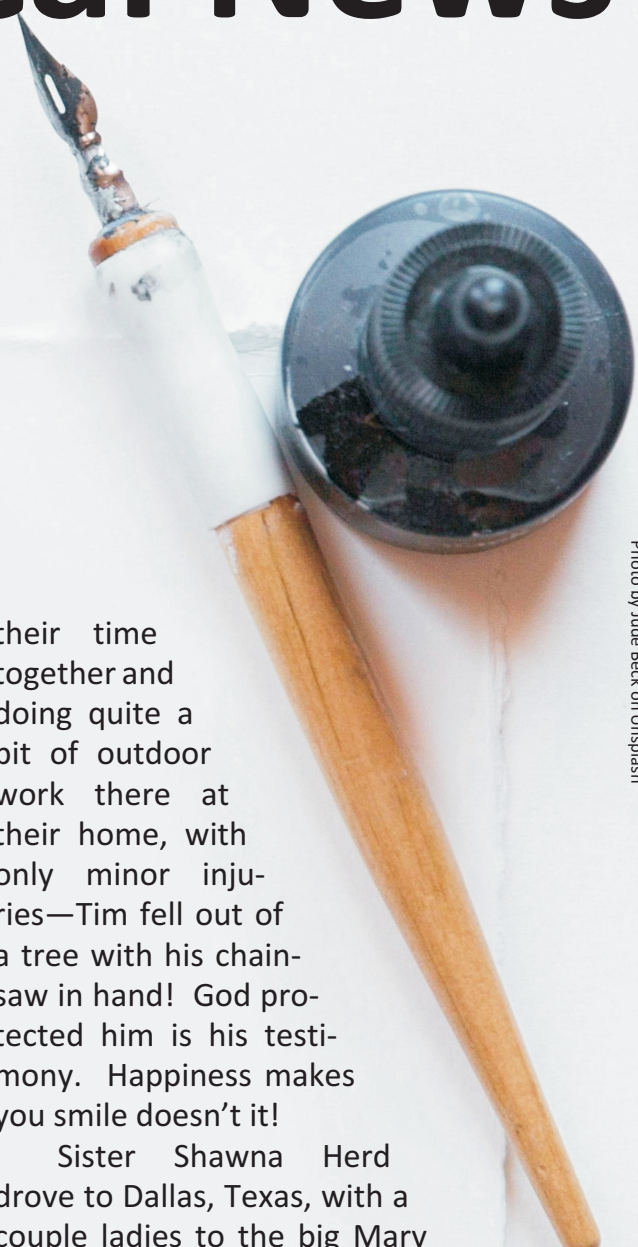 News
their time
together and
doing quite a
bit of outdoor
work there at
their home, with
only minor inju-
ries—Tim fell out of
a tree with his chain-
saw in hand! God pro-
tected him is his testi-
mony. Happiness makes
you smile doesn’t it!
Sister Shawna Herd
drove to Dallas, Texas, with a
couple ladies to the big Mary
Photo by Jude Beck on Unsplash